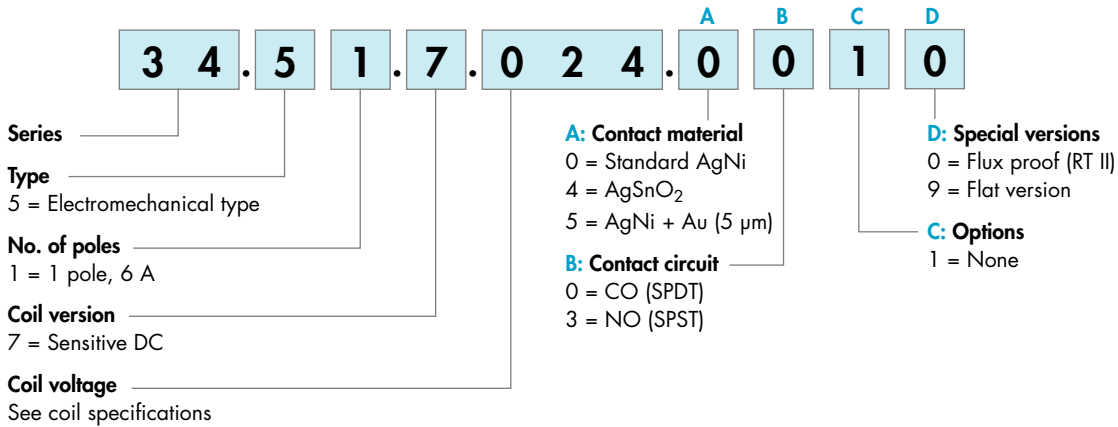 A B C D
3 4 . 5 1 . 7 . 0 2 4 . 0 0 1 0
Series
Type
5 = Electromechanical type
No. of poles
1 = 1 pole, 6 A
Coil version
7 = Sensitive DC
Coil voltage
See coil specifications
A: Contact material
0 = Standard AgNi
4 = AgSnO₂
5 = AgNi + Au (5 µm)
B: Contact circuit
0 = CO (SPDT)
3 = NO (SPST)
D: Special versions
0 = Flux proof (RT II)
9 = Flat version
C: Options
1 = None